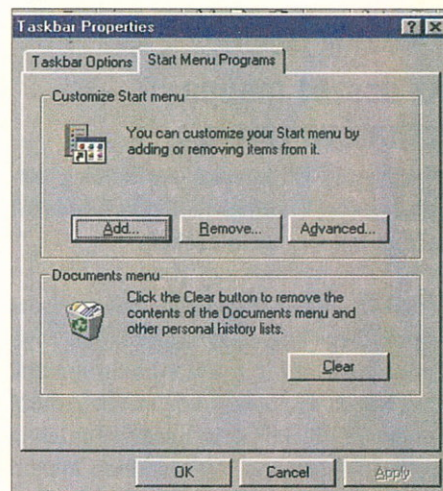 Taskbar Properties
Taskbar Options
Start Menu Programs
Customize Start menu
You can customize your Start menu by
adding or removing items from it.
Add...
Remove...
Advanced...
Documents menu
Click the Clear button to remove the
contents of the Documents menu and
other personal history lists.
Clear
OK
Cancel
Apply